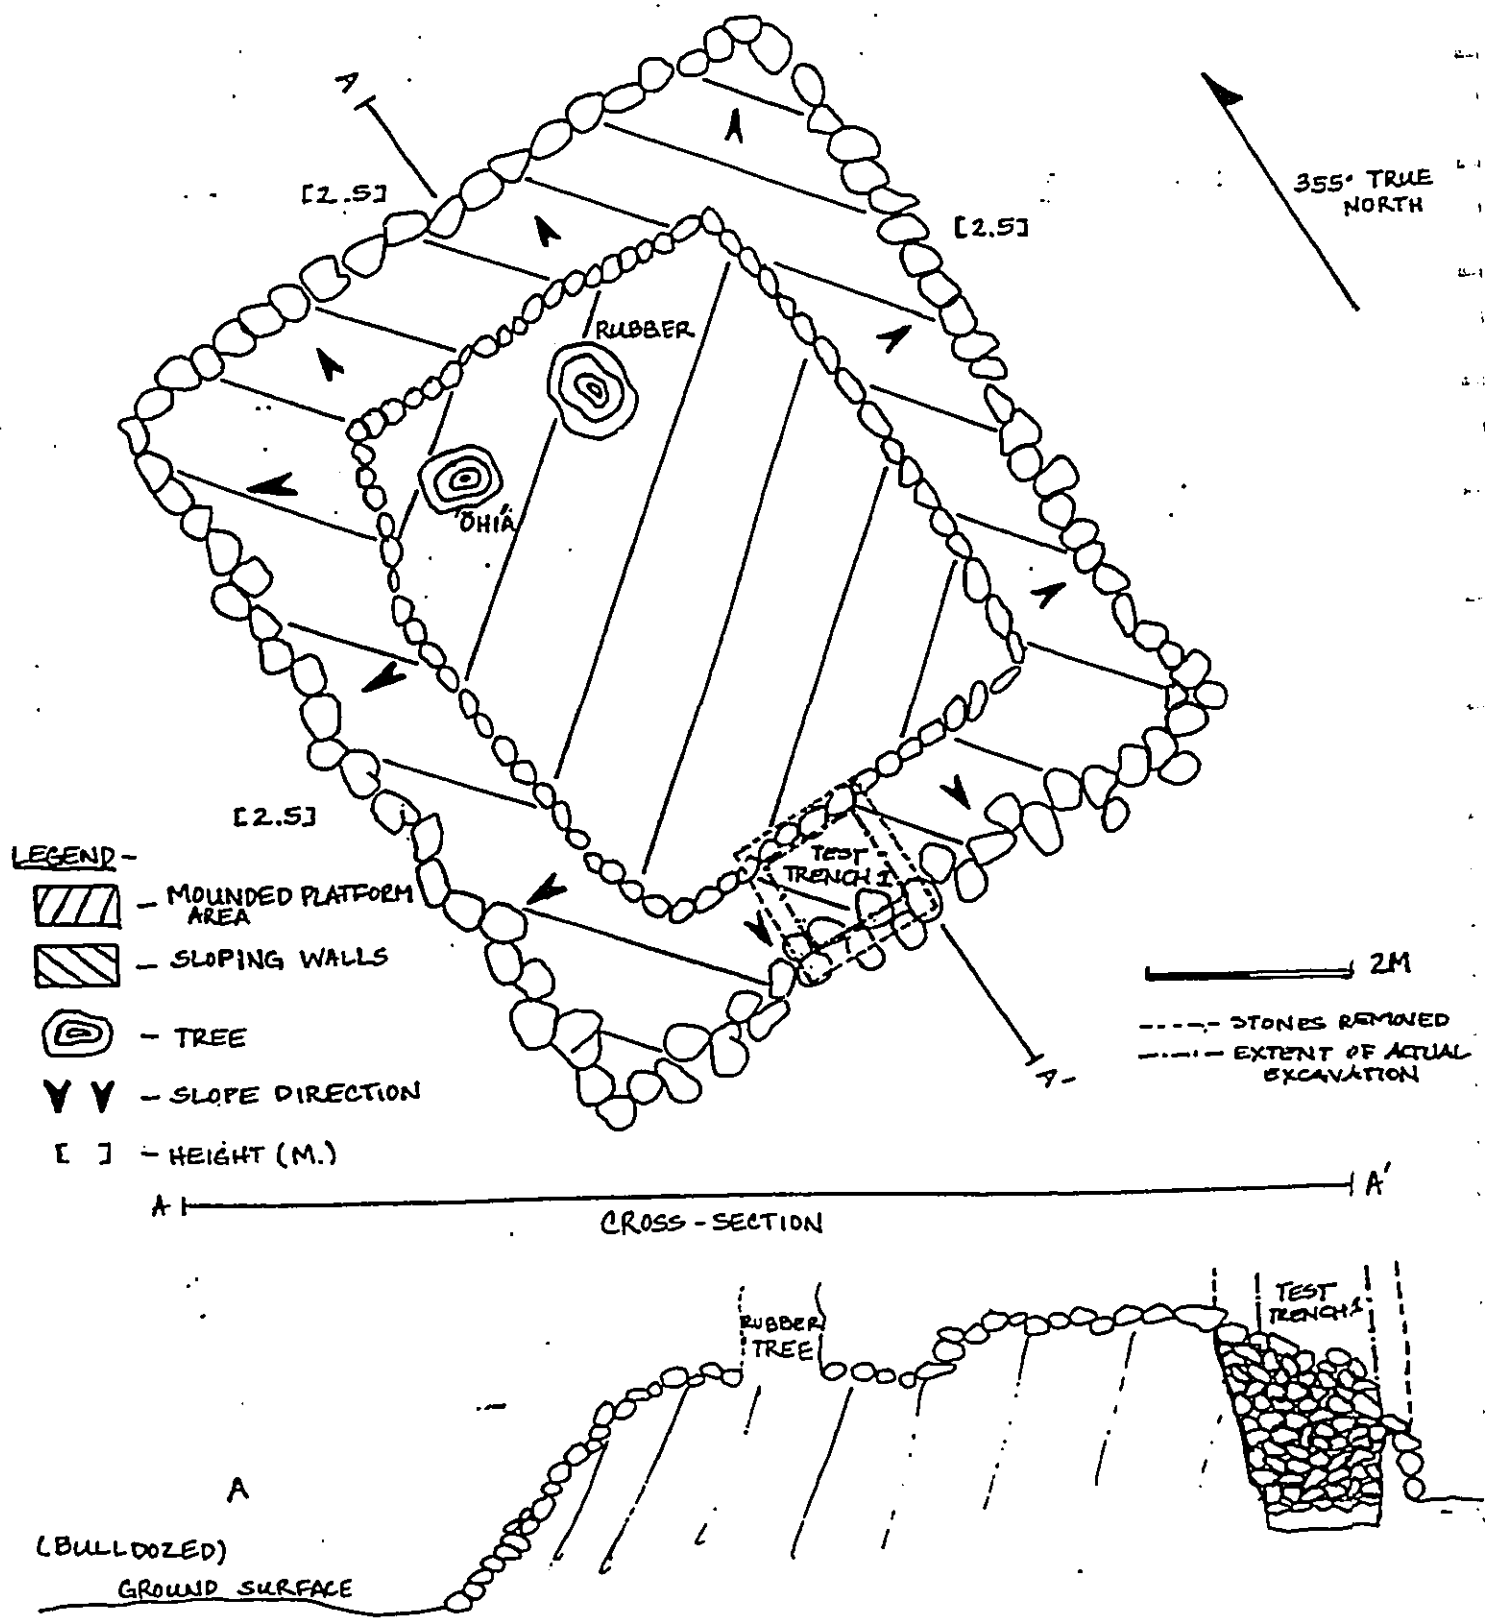 A
[2.5]
355° TRUE
NORTH
[2.5]
RUBBER
'ŌHI'Ā
[2.5]
LEGEND -
- MOUNDED PLATFORM
AREA
- SLOPING WALLS
- TREE
- SLOPE DIRECTION
[ ] - HEIGHT (M.)
TEST
TRENCH 1
2M
- STONES REMOVED
- EXTENT OF ACTUAL
EXCAVATION
A-
A
A'
CROSS-SECTION
RUBBER
TREE
TEST
TRENCH 1
A
(BULLDOZED)
GROUND SURFACE